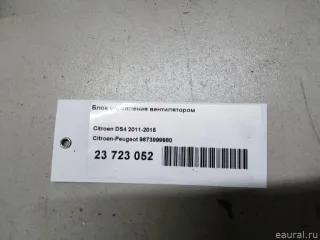 Блок управления вентилятором
Citroen DS4 2011-2015
Citroen-Peugeot 9673999980
23 723 052
eaural.ru ©